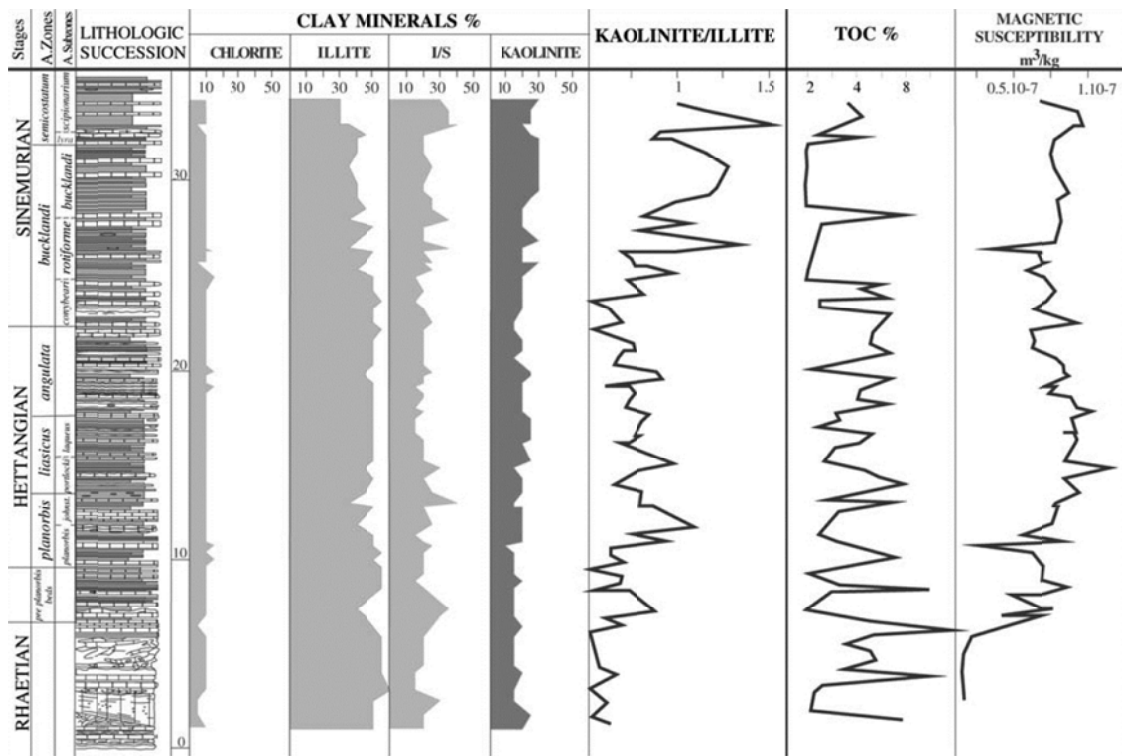 Stages
A. Zones
A. Subzones
LITHOLOGIC
SUCCESSION
CLAY MINERALS %
CHLORITE
ILLITE
I/S
KAOLINITE
KAOLINITE/ILLITE
TOC %
MAGNETIC
SUSCEPTIBILITY
m³/kg
10 30 50
10 30 50
10 30 50
10 30 50
1 1.5
2 4 8
0.5.10-7 1.10-7
SINEMURIAN
HETTANGIAN
RHAETIAN
semicostatum
bucklandi
angulata
liasicus
planorbis
pre planorbis
beds
scipionarium
lyra
bucklandi
rotiforme
conybeari
laqueus
portlocki
johnst.
planorbis
30
20
10
0